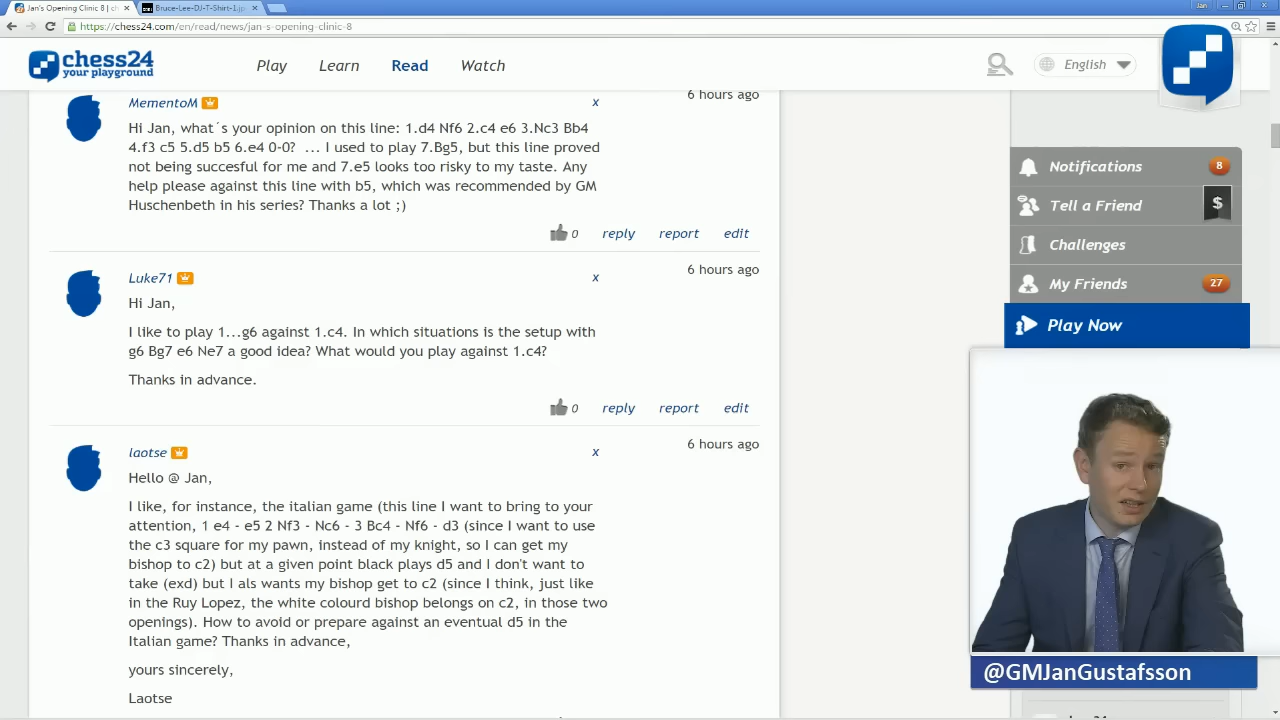 Jan's Opening Clinic 8 | ch
Bruce-Lee-DJ-T-Shirt-1.jp
Jan
https://chess24.com/en/read/news/jan-s-opening-clinic-8
chess24
your playground
Play
Learn
Read
Watch
English
MementoM
x
6 hours ago
Hi Jan, what´s your opinion on this line: 1.d4 Nf6 2.c4 e6 3.Nc3 Bb4
4.f3 c5 5.d5 b5 6.e4 0-0? ... I used to play 7.Bg5, but this line proved
not being succesful for me and 7.e5 looks too risky to my taste. Any
help please against this line with b5, which was recommended by GM
Huschenbeth in his series? Thanks a lot ;)
0 reply report edit
Luke71
x
6 hours ago
Hi Jan,
I like to play 1...g6 against 1.c4. In which situations is the setup with
g6 Bg7 e6 Ne7 a good idea? What would you play against 1.c4?
Thanks in advance.
0 reply report edit
laotse
x
6 hours ago
Hello @ Jan,
I like, for instance, the italian game (this line I want to bring to your
attention, 1 e4 - e5 2 Nf3 - Nc6 - 3 Bc4 - Nf6 - d3 (since I want to use
the c3 square for my pawn, instead of my knight, so I can get my
bishop to c2) but at a given point black plays d5 and I don't want to
take (exd) but I als wants my bishop get to c2 (since I think, just like
in the Ruy Lopez, the white colourd bishop belongs on c2, in those two
openings). How to avoid or prepare against an eventual d5 in the
Italian game? Thanks in advance,
yours sincerely,
Laotse
Notifications 8
Tell a Friend $
Challenges
My Friends 27
Play Now
@GMJanGustafsson